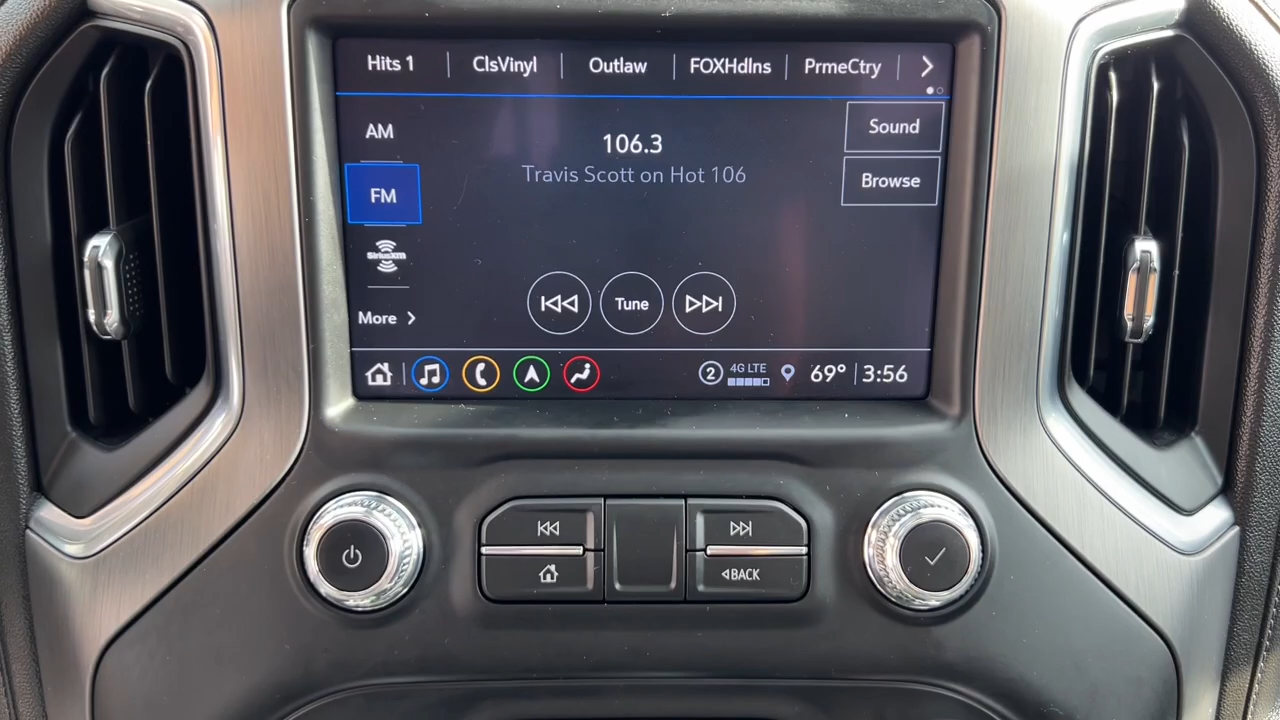 Hits 1 ClsVinyl Outlaw FOXHdlns PrmeCtry
AM
106.3
Sound
Travis Scott on Hot 106
FM
Browse
SiriusXM
More
Tune
2 4G LTE 69° 3:56
BACK